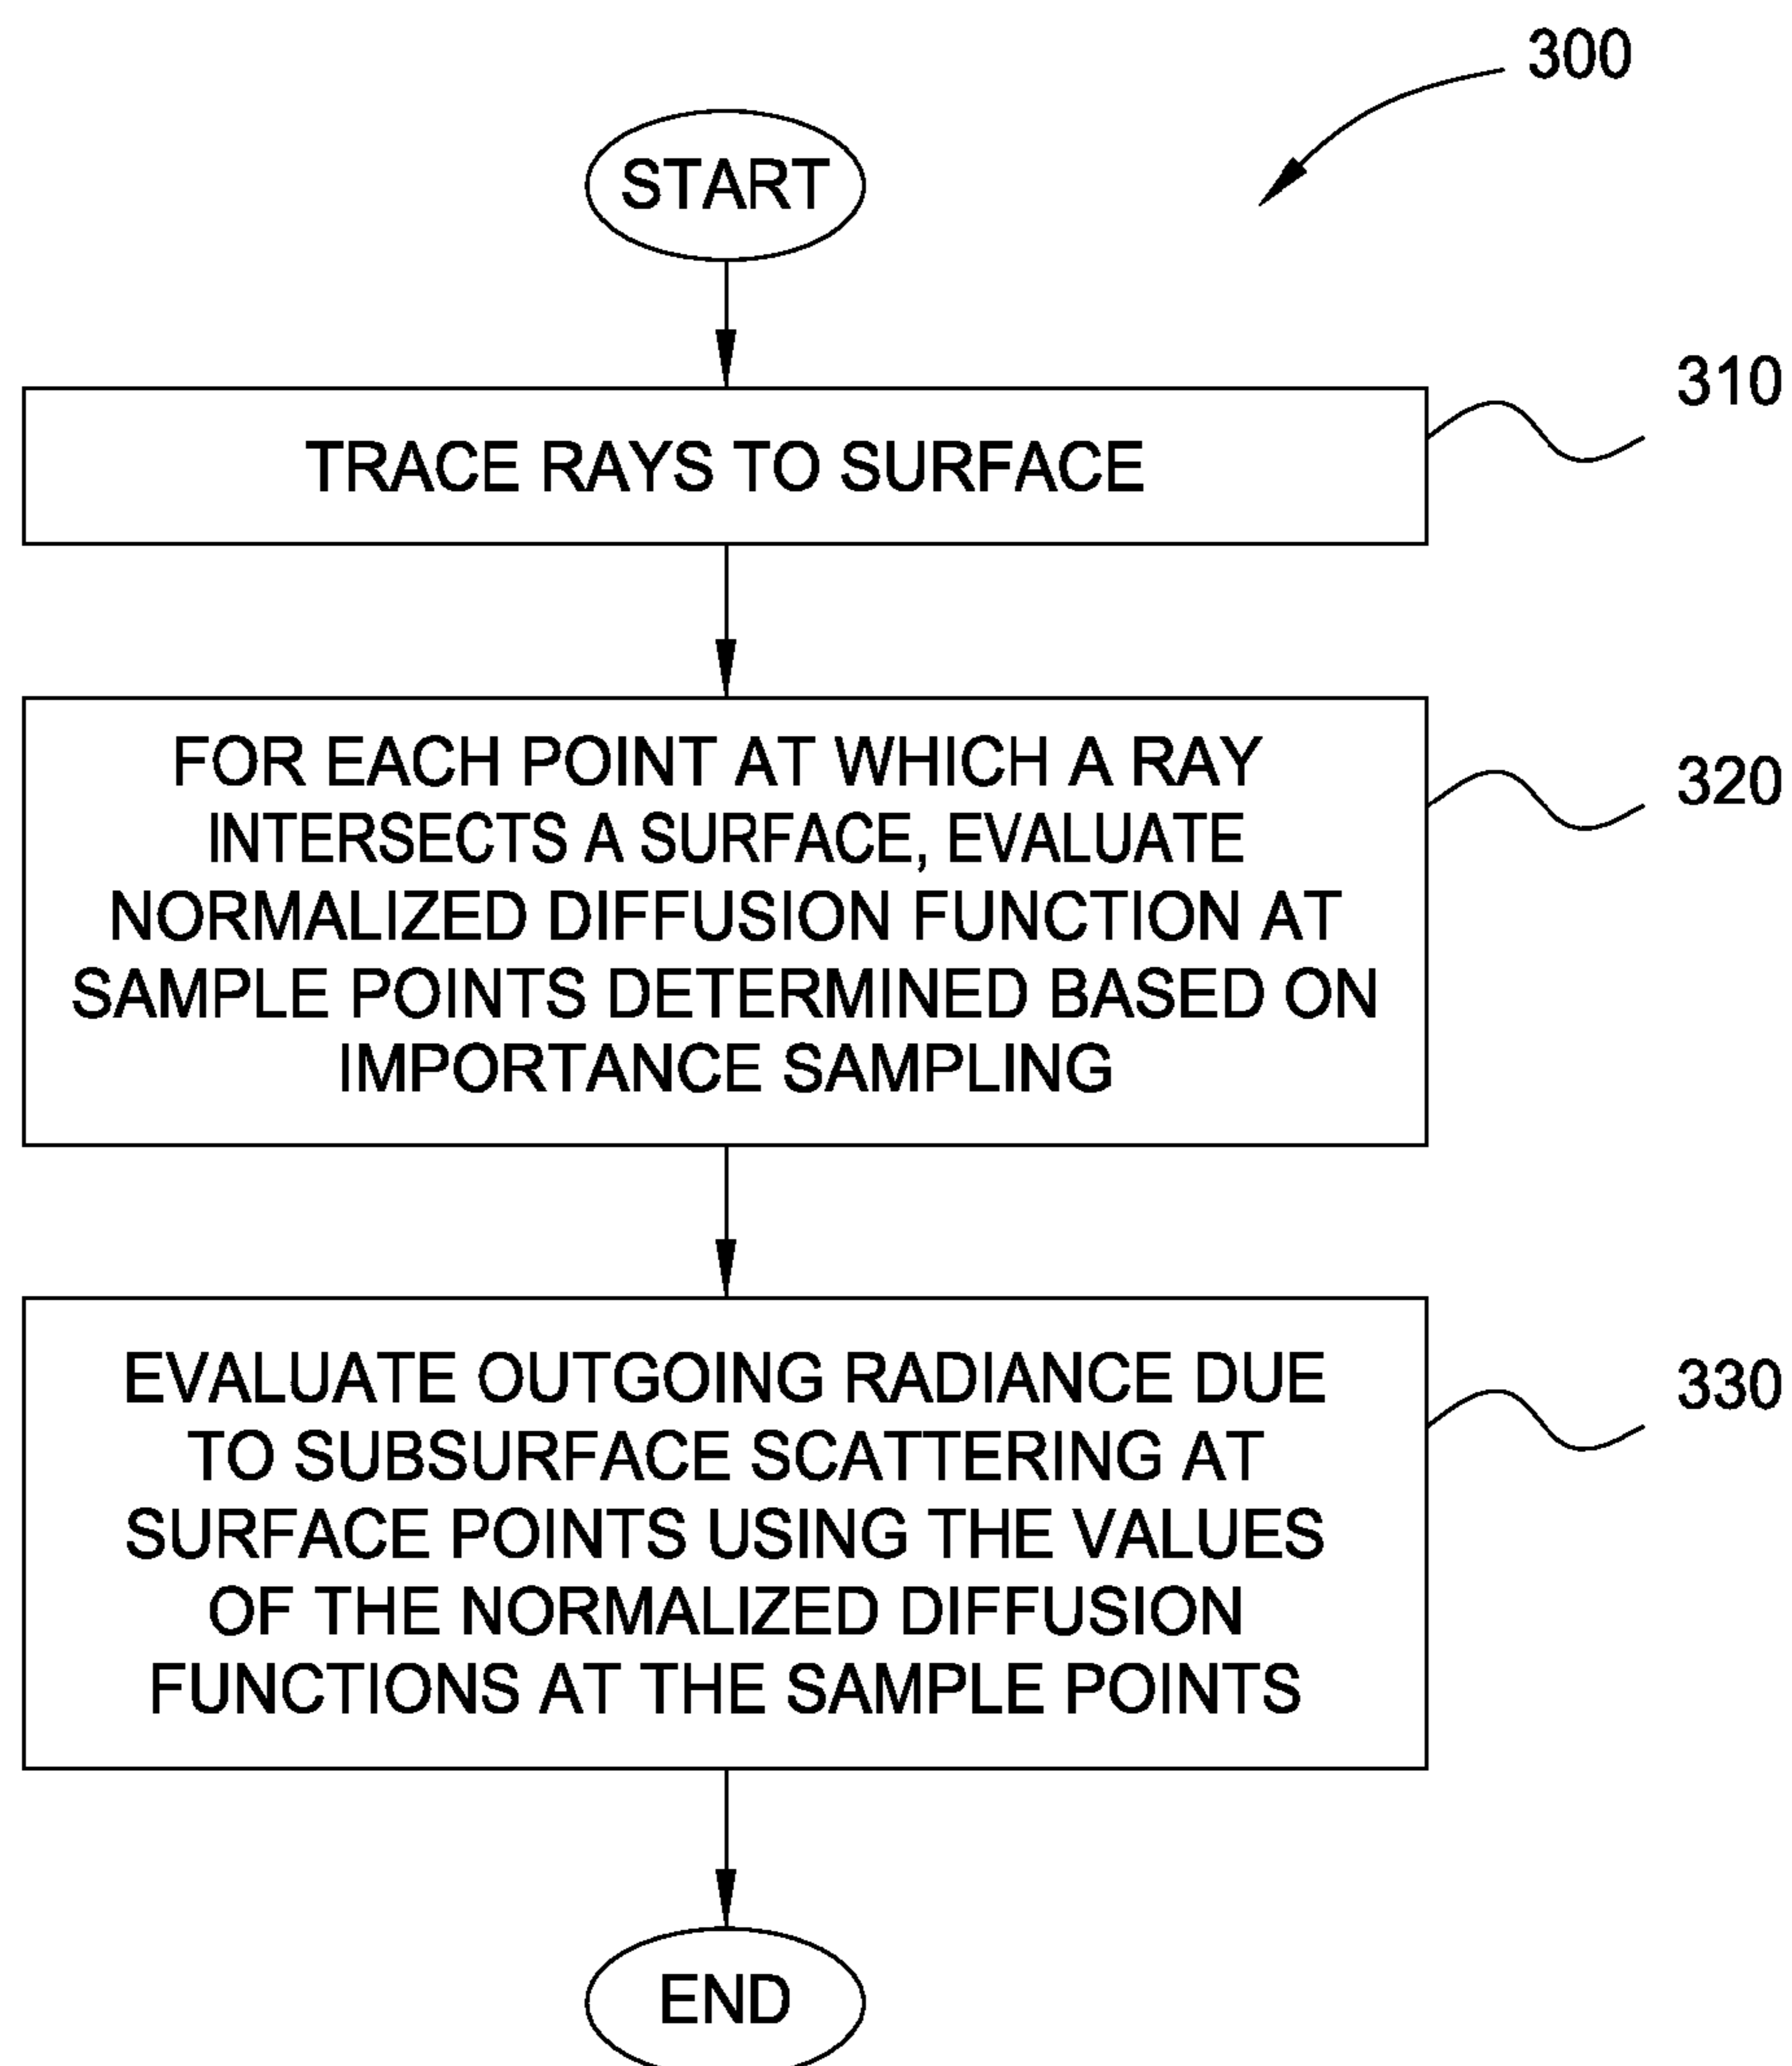 300
START
310
TRACE RAYS TO SURFACE
320
FOR EACH POINT AT WHICH A RAY
INTERSECTS A SURFACE, EVALUATE
NORMALIZED DIFFUSION FUNCTION AT
SAMPLE POINTS DETERMINED BASED ON
IMPORTANCE SAMPLING
330
EVALUATE OUTGOING RADIANCE DUE
TO SUBSURFACE SCATTERING AT
SURFACE POINTS USING THE VALUES
OF THE NORMALIZED DIFFUSION
FUNCTIONS AT THE SAMPLE POINTS
END